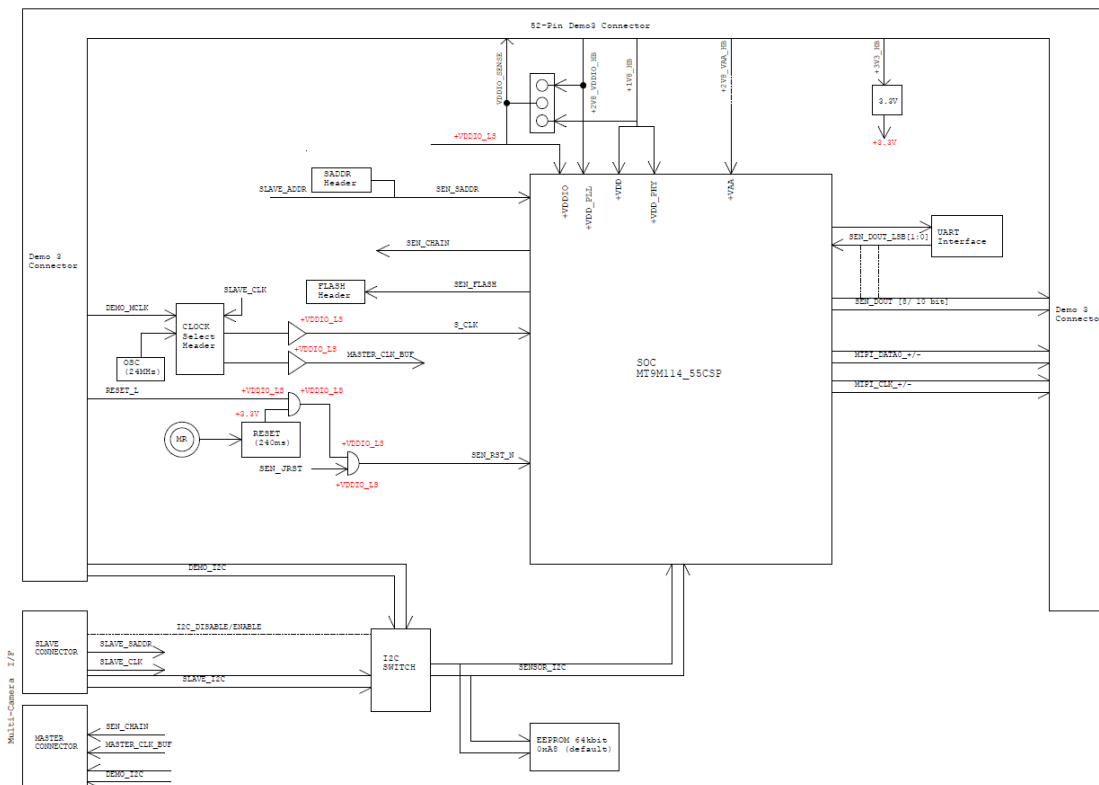 52-Pin Demo3 Connector
VDDIO_SENSE
+2V8_VDDIO_HB
+1V8_HB
+2V8_VAA_HB
+3V3_HB
3.3V
+3.3V
+VDDIO_LS
SADDR
Header
SLAVE_ADDR
SEN_SADDR
+VDDIO
+VDD_PLL
+VDD
+VDD_PHY
+VAA
SEN_DOUT_LSB[1:0]
UART
Interface
Demo 3
Connector
SEN_CHAIN
FLASH
Header
SEN_FLASH
SLAVE_CLK
DEMO_MCLK
CLOCK
Select
Header
OSC
(24MHz)
+VDDIO_LS
S_CLK
+VDDIO_LS
MASTER_CLK_BUF
SEN_DOUT [8/ 10 bit]
Demo 3
Connecto
MIPI_DATA0_+/-
MIPI_CLK_+/-
SOC
MT9M114_55CSP
RESET_L
+VDDIO_LS
+VDDIO_LS
+3.3V
MR
RESET
(240ms)
+VDDIO_LS
SEN_JRST
SEN_RST_N
+VDDIO_LS
DEMO_I2C
Multi-Camera I/F
SLAVE
CONNECTOR
I2C_DISABLE/ENABLE
SLAVE_SADDR
SLAVE_CLK
SLAVE_I2C
I2C
SWITCH
SENSOR_I2C
MASTER
CONNECTOR
SEN_CHAIN
MASTER_CLK_BUF
DEMO_I2C
EEPROM 64kbit
0xA8 (default)